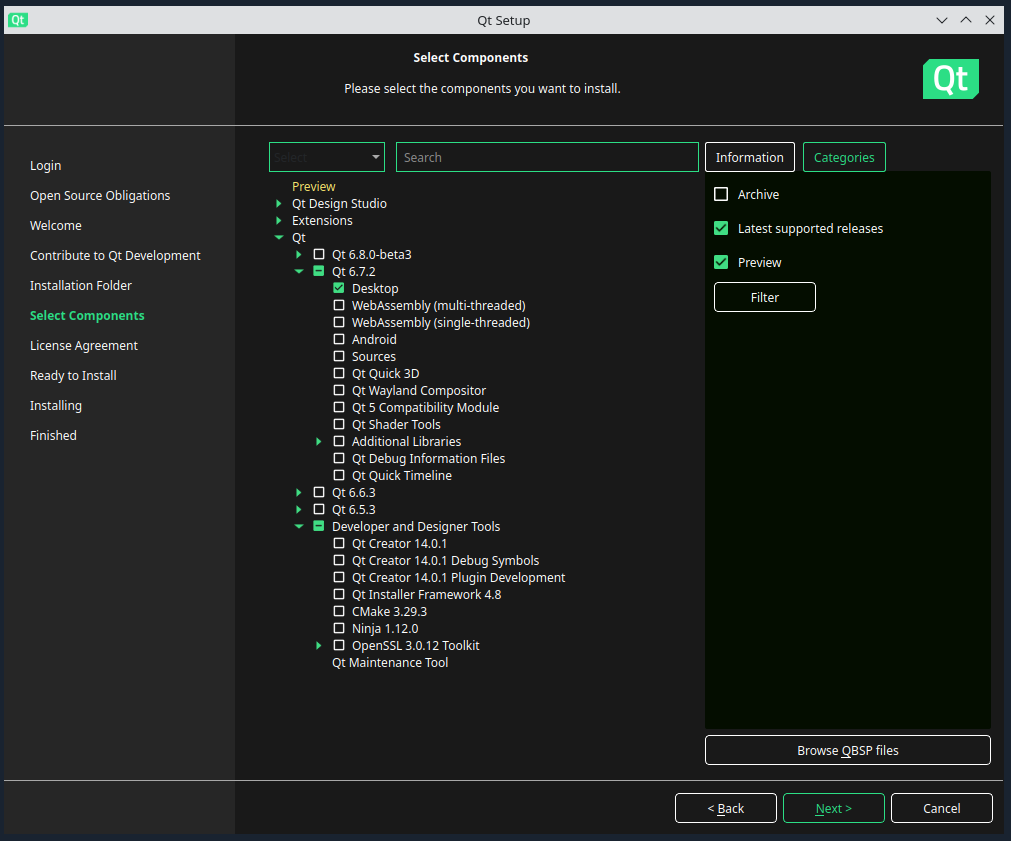 Qt Qt Setup
Select Components
Please select the components you want to install.
Qt
Login
Open Source Obligations
Welcome
Contribute to Qt Development
Installation Folder
Select Components
License Agreement
Ready to Install
Installing
Finished
Select
Search
Preview
Qt Design Studio
Extensions
Qt
Qt 6.8.0-beta3
Qt 6.7.2
Desktop
WebAssembly (multi-threaded)
WebAssembly (single-threaded)
Android
Sources
Qt Quick 3D
Qt Wayland Compositor
Qt 5 Compatibility Module
Qt Shader Tools
Additional Libraries
Qt Debug Information Files
Qt Quick Timeline
Qt 6.6.3
Qt 6.5.3
Developer and Designer Tools
Qt Creator 14.0.1
Qt Creator 14.0.1 Debug Symbols
Qt Creator 14.0.1 Plugin Development
Qt Installer Framework 4.8
CMake 3.29.3
Ninja 1.12.0
OpenSSL 3.0.12 Toolkit
Qt Maintenance Tool
Information Categories
Archive
Latest supported releases
Preview
Filter
Browse QBSP files
< Back Next > Cancel